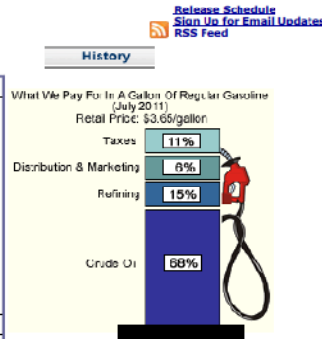 Release Schedule
Sign Up for Email Updates
RSS Feed
History
What We Pay For In A Gallon Of Regular Gasoline
(July 2011)
Retail Price: $3.65/gallon
Taxes 11%
Distribution & Marketing 6%
Refining 15%
Crude Oil 68%